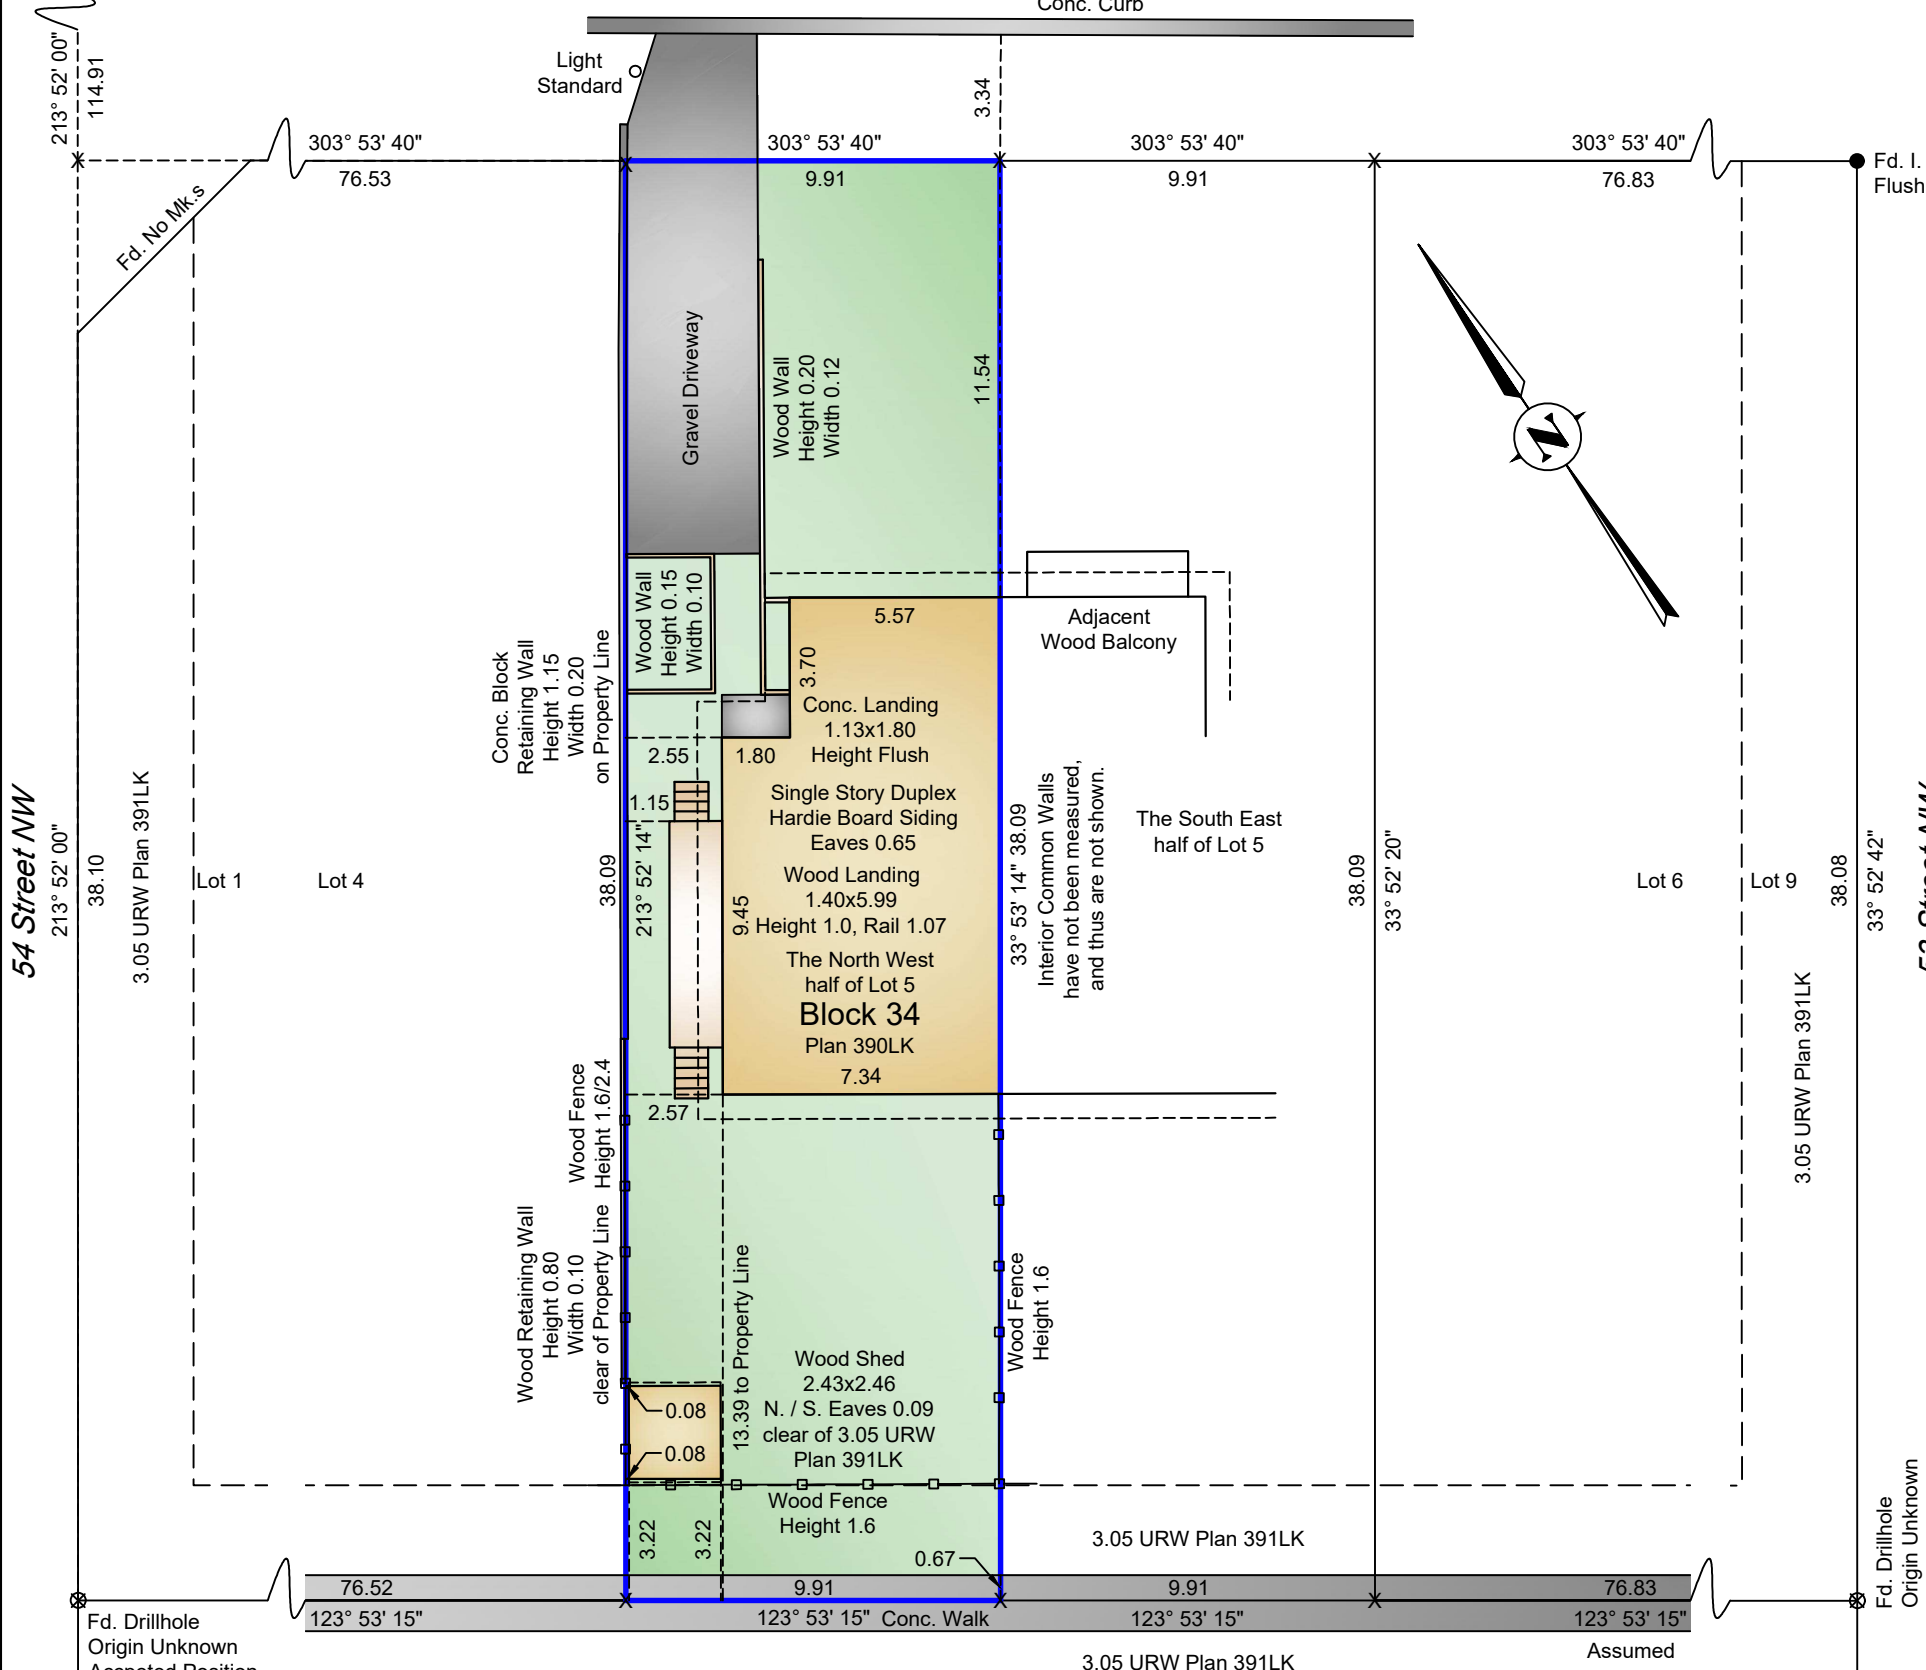 Conc. Curb
Light
Standard
213° 52' 00"
114.91
3.34
303° 53' 40"
76.53
303° 53' 40"
9.91
303° 53' 40"
9.91
303° 53' 40"
76.83
Fd. I.
Flush
Fd. No Mk.s
Gravel Driveway
Wood Wall
Height 0.20
Width 0.12
11.54
N
Wood Wall
Height 0.15
Width 0.10
Conc. Block
Retaining Wall
Height 1.15
Width 0.20
on Property Line
5.57
3.70
Adjacent
Wood Balcony
Conc. Landing
1.13x1.80
Height Flush
2.55
1.80
1.15
Single Story Duplex
Hardie Board Siding
Eaves 0.65
Wood Landing
1.40x5.99
Height 1.0, Rail 1.07
9.45
The North West
half of Lot 5
Block 34
Plan 390LK
7.34
2.57
54 Street NW
213° 52' 00"
38.10
3.05 URW Plan 391LK
Lot 1
Lot 4
38.09
213° 52' 14"
33° 53' 14" 38.09
Interior Common Walls
have not been measured,
and thus are not shown.
The South East
half of Lot 5
38.09
33° 52' 20"
Lot 6
Lot 9
38.08
33° 52' 42"
3.05 URW Plan 391LK
Wood Fence
Height 1.6/2.4
Wood Retaining Wall
Height 0.80
Width 0.10
clear of Property Line
13.39 to Property Line
Wood Fence
Height 1.6
Wood Shed
2.43x2.46
N. / S. Eaves 0.09
clear of 3.05 URW
Plan 391LK
0.08
0.08
Wood Fence
Height 1.6
3.22
3.22
0.67
3.05 URW Plan 391LK
Fd. Drillhole
Origin Unknown
76.52
9.91
9.91
76.83
123° 53' 15"
123° 53' 15" Conc. Walk
123° 53' 15"
123° 53' 15"
Fd. Drillhole
Origin Unknown
Assumed
3.05 URW Plan 391LK